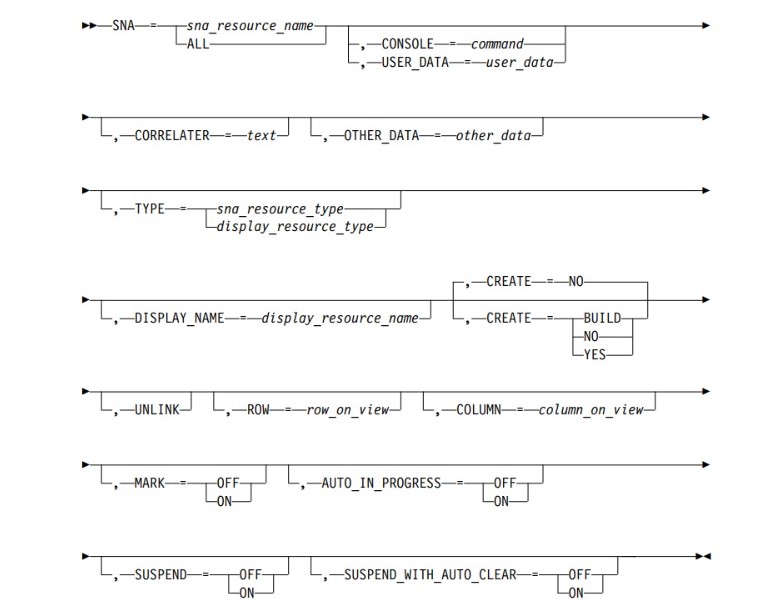 SNA = sna_resource_name
ALL
, CONSOLE = command
, USER_DATA = user_data
, CORRELATER = text , OTHER_DATA = other_data
, TYPE = sna_resource_type
display_resource_type
, CREATE = NO
, DISPLAY_NAME = display_resource_name , CREATE = BUILD
NO
YES
, UNLINK , ROW = row_on_view , COLUMN = column_on_view
, MARK = OFF , AUTO_IN_PROGRESS = OFF
ON ON
, SUSPEND = OFF , SUSPEND_WITH_AUTO_CLEAR = OFF
ON ON